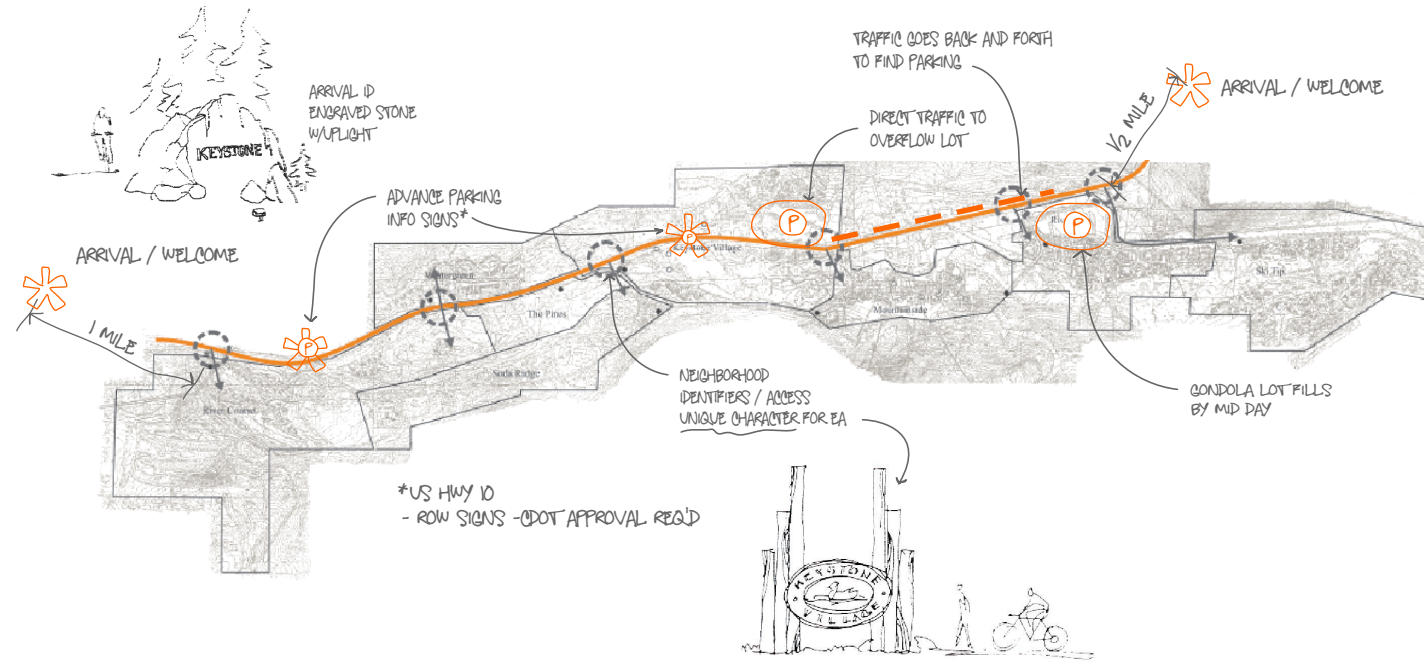 TRAFFIC GOES BACK AND FORTH
TO FIND PARKING
ARRIVAL / WELCOME
1/2 MILE
ARRIVAL ID
ENGRAVED STONE
W/UPLIGHT
KEYSTONE
DIRECT TRAFFIC TO
OVERFLOW LOT
ADVANCE PARKING
INFO SIGNS*
ARRIVAL / WELCOME
1 MILE
P
P
P
P
Keystone Village
Wintergreen
The Pines
Mountainside
Ski Tip
Soda Ridge
River Course
NEIGHBORHOOD
IDENTIFIERS / ACCESS
UNIQUE CHARACTER FOR EA
GONDOLA LOT FILLS
BY MID DAY
*US HWY 10
- ROW SIGNS -CDOT APPROVAL REQ'D
KEYSTONE
VILLAGE